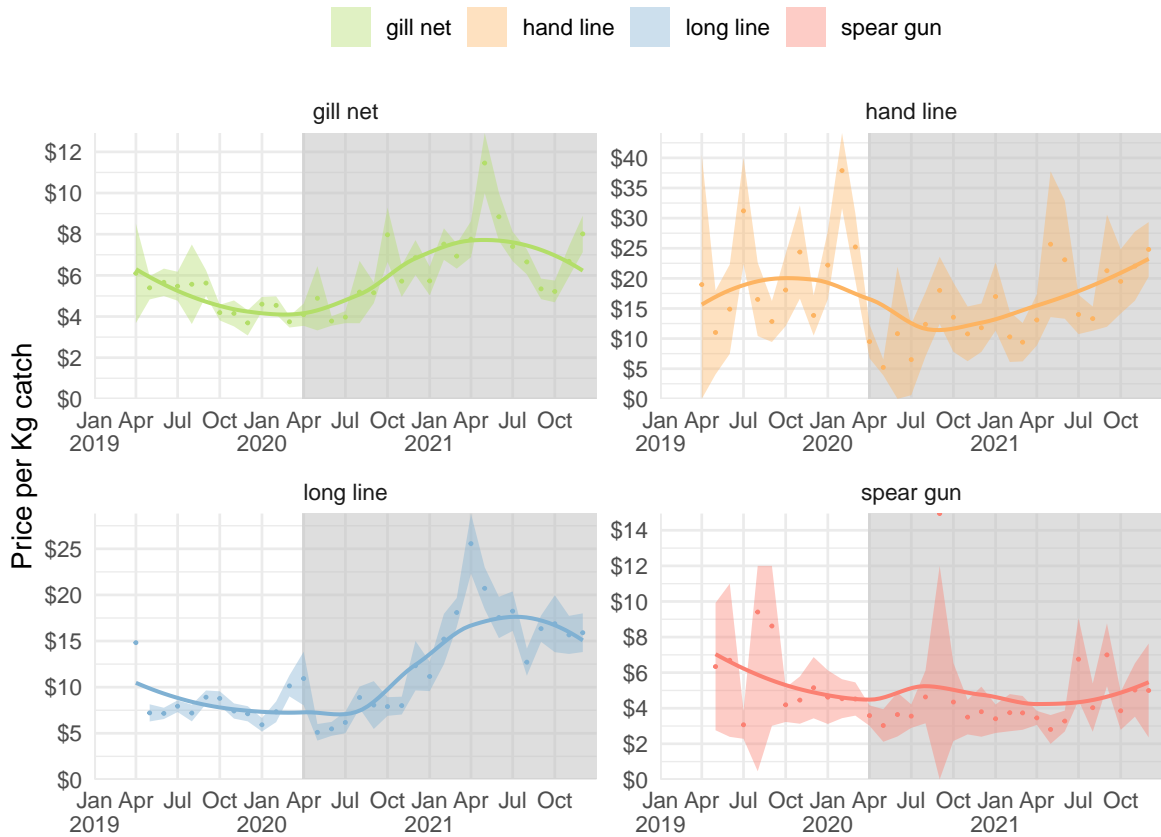 gill net hand line long line spear gun
Price per Kg catch
gill net
$12
$10
$8
$6
$4
$2
$0
Jan Apr Jul Oct Jan Apr Jul Oct Jan Apr Jul Oct
2019 2020 2021
hand line
$40
$35
$30
$25
$20
$15
$10
$5
$0
Jan Apr Jul Oct Jan Apr Jul Oct Jan Apr Jul Oct
2019 2020 2021
long line
$25
$20
$15
$10
$5
$0
Jan Apr Jul Oct Jan Apr Jul Oct Jan Apr Jul Oct
2019 2020 2021
spear gun
$14
$12
$10
$8
$6
$4
$2
$0
Jan Apr Jul Oct Jan Apr Jul Oct Jan Apr Jul Oct
2019 2020 2021